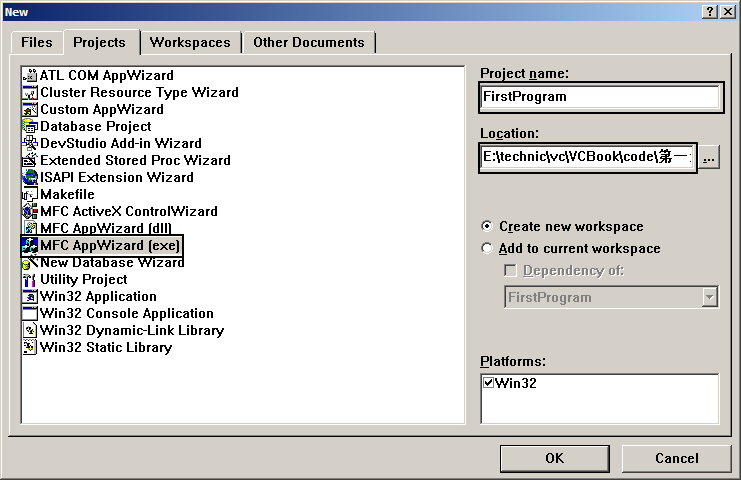 New
Files
Projects
Workspaces
Other Documents
ATL COM AppWizard
Cluster Resource Type Wizard
Custom AppWizard
Database Project
DevStudio Add-in Wizard
Extended Stored Proc Wizard
ISAPI Extension Wizard
Makefile
MFC ActiveX ControlWizard
MFC AppWizard (dll)
MFC AppWizard (exe)
New Database Wizard
Utility Project
Win32 Application
Win32 Console Application
Win32 Dynamic-Link Library
Win32 Static Library
Project name:
FirstProgram
Location:
E:\technic\vc\VCBook\code\第一
...
Create new workspace
Add to current workspace
Dependency of:
FirstProgram
Platforms:
Win32
OK
Cancel